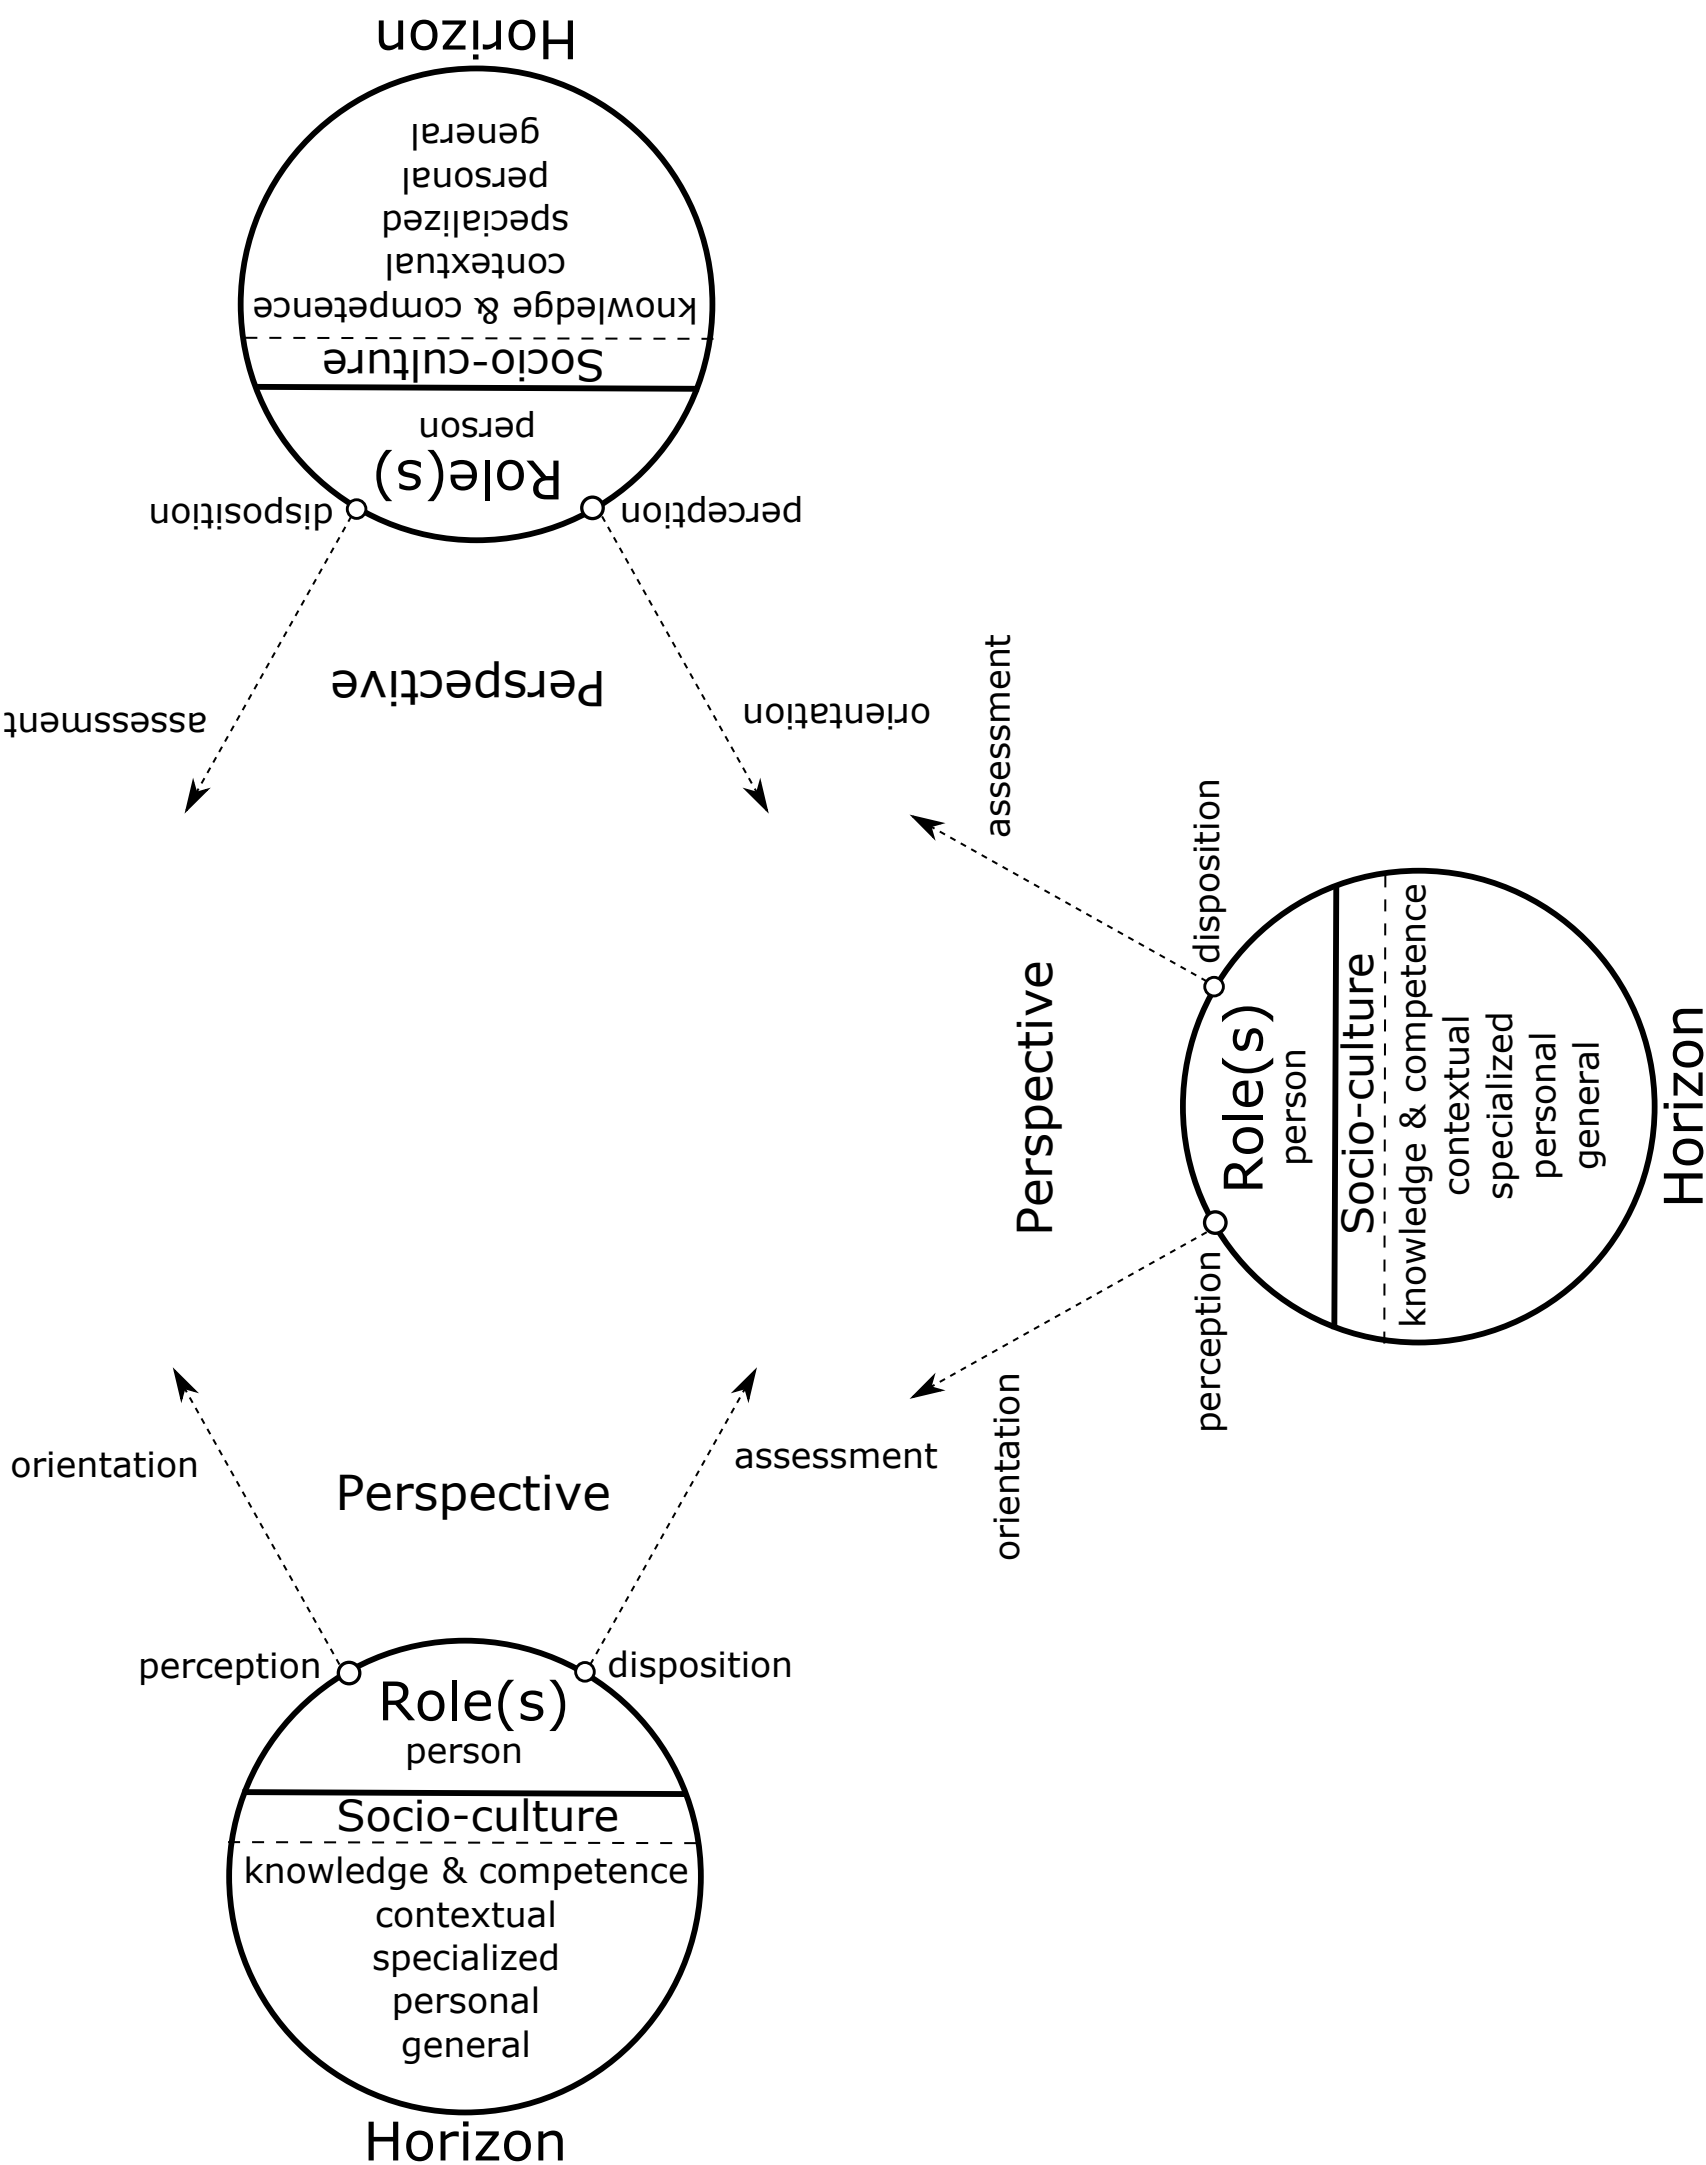 Horizon
general
personal
specialized
contextual
knowledge & competence
Socio-culture
person
Role(s)
disposition
perception
Perspective
assessment
orientation
assessment
disposition
Perspective
Role(s)
person
Socio-culture
knowledge & competence
contextual
specialized
personal
general
Horizon
perception
orientation
orientation
Perspective
assessment
perception
disposition
Role(s)
person
Socio-culture
knowledge & competence
contextual
specialized
personal
general
Horizon